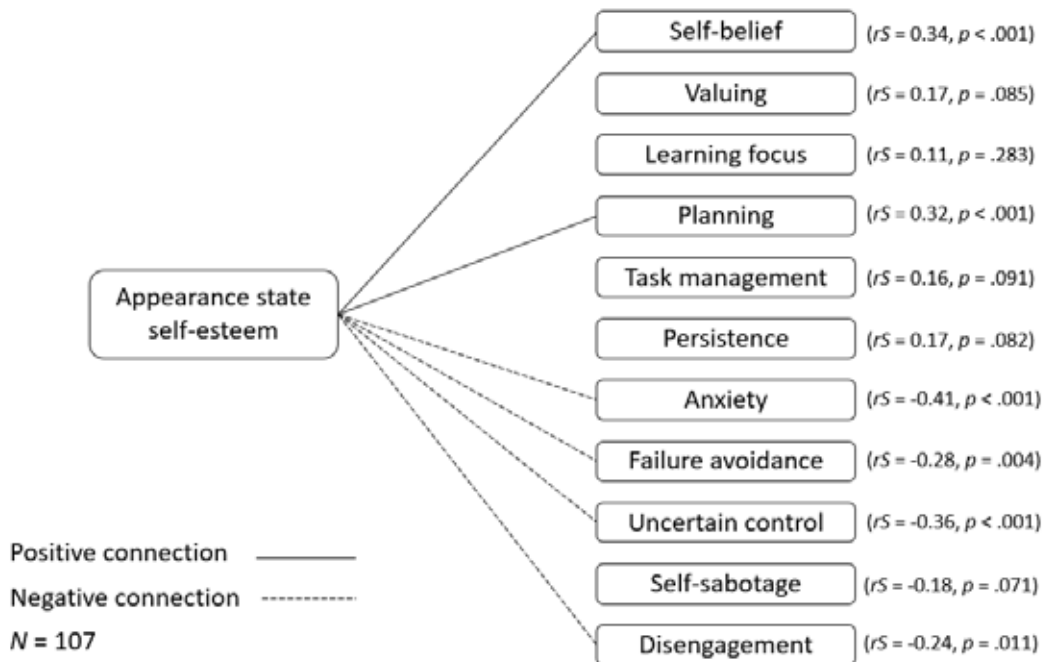 Self-belief (rS = 0.34, p < .001)
Valuing (rS = 0.17, p = .085)
Learning focus (rS = 0.11, p = .283)
Planning (rS = 0.32, p < .001)
Appearance state
self-esteem
Task management (rS = 0.16, p = .091)
Persistence (rS = 0.17, p = .082)
Anxiety (rS = -0.41, p < .001)
Failure avoidance (rS = -0.28, p = .004)
Uncertain control (rS = -0.36, p < .001)
Self-sabotage (rS = -0.18, p = .071)
Disengagement (rS = -0.24, p = .011)
Positive connection
Negative connection
N = 107